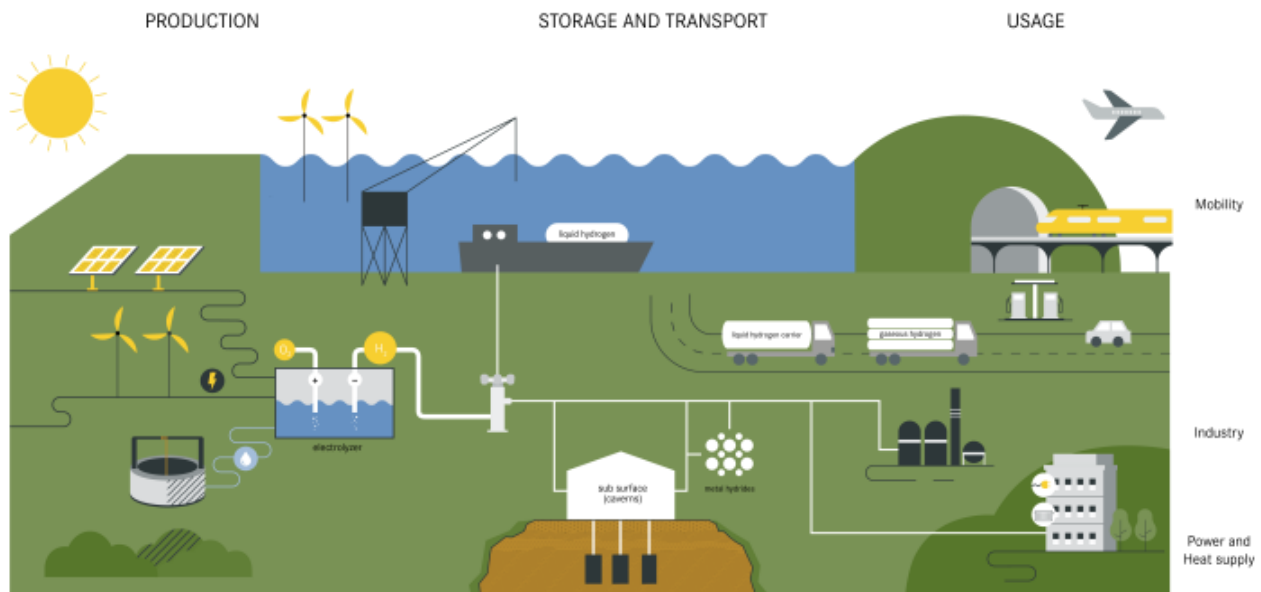 PRODUCTION
STORAGE AND TRANSPORT
USAGE
liquid hydrogen
Mobility
liquid hydrogen carrier
gaseous hydrogen
O₂
H₂
+
−
electrolyzer
Industry
sub surface
(caverns)
metal hydrides
Power and
Heat supply